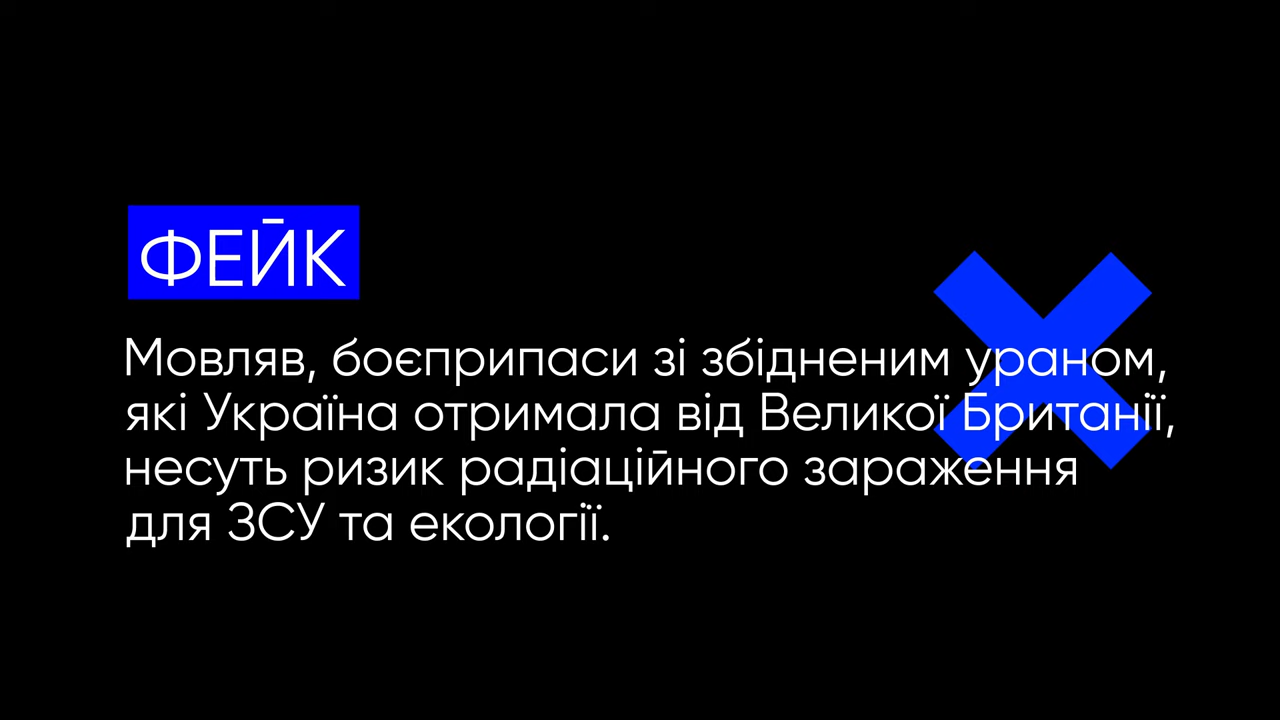 ФЕЙК
Мовляв, боєприпаси зі збідненим ураном,
які Україна отримала від Великої Британії,
несуть ризик радіаційного зараження
для ЗСУ та екології.